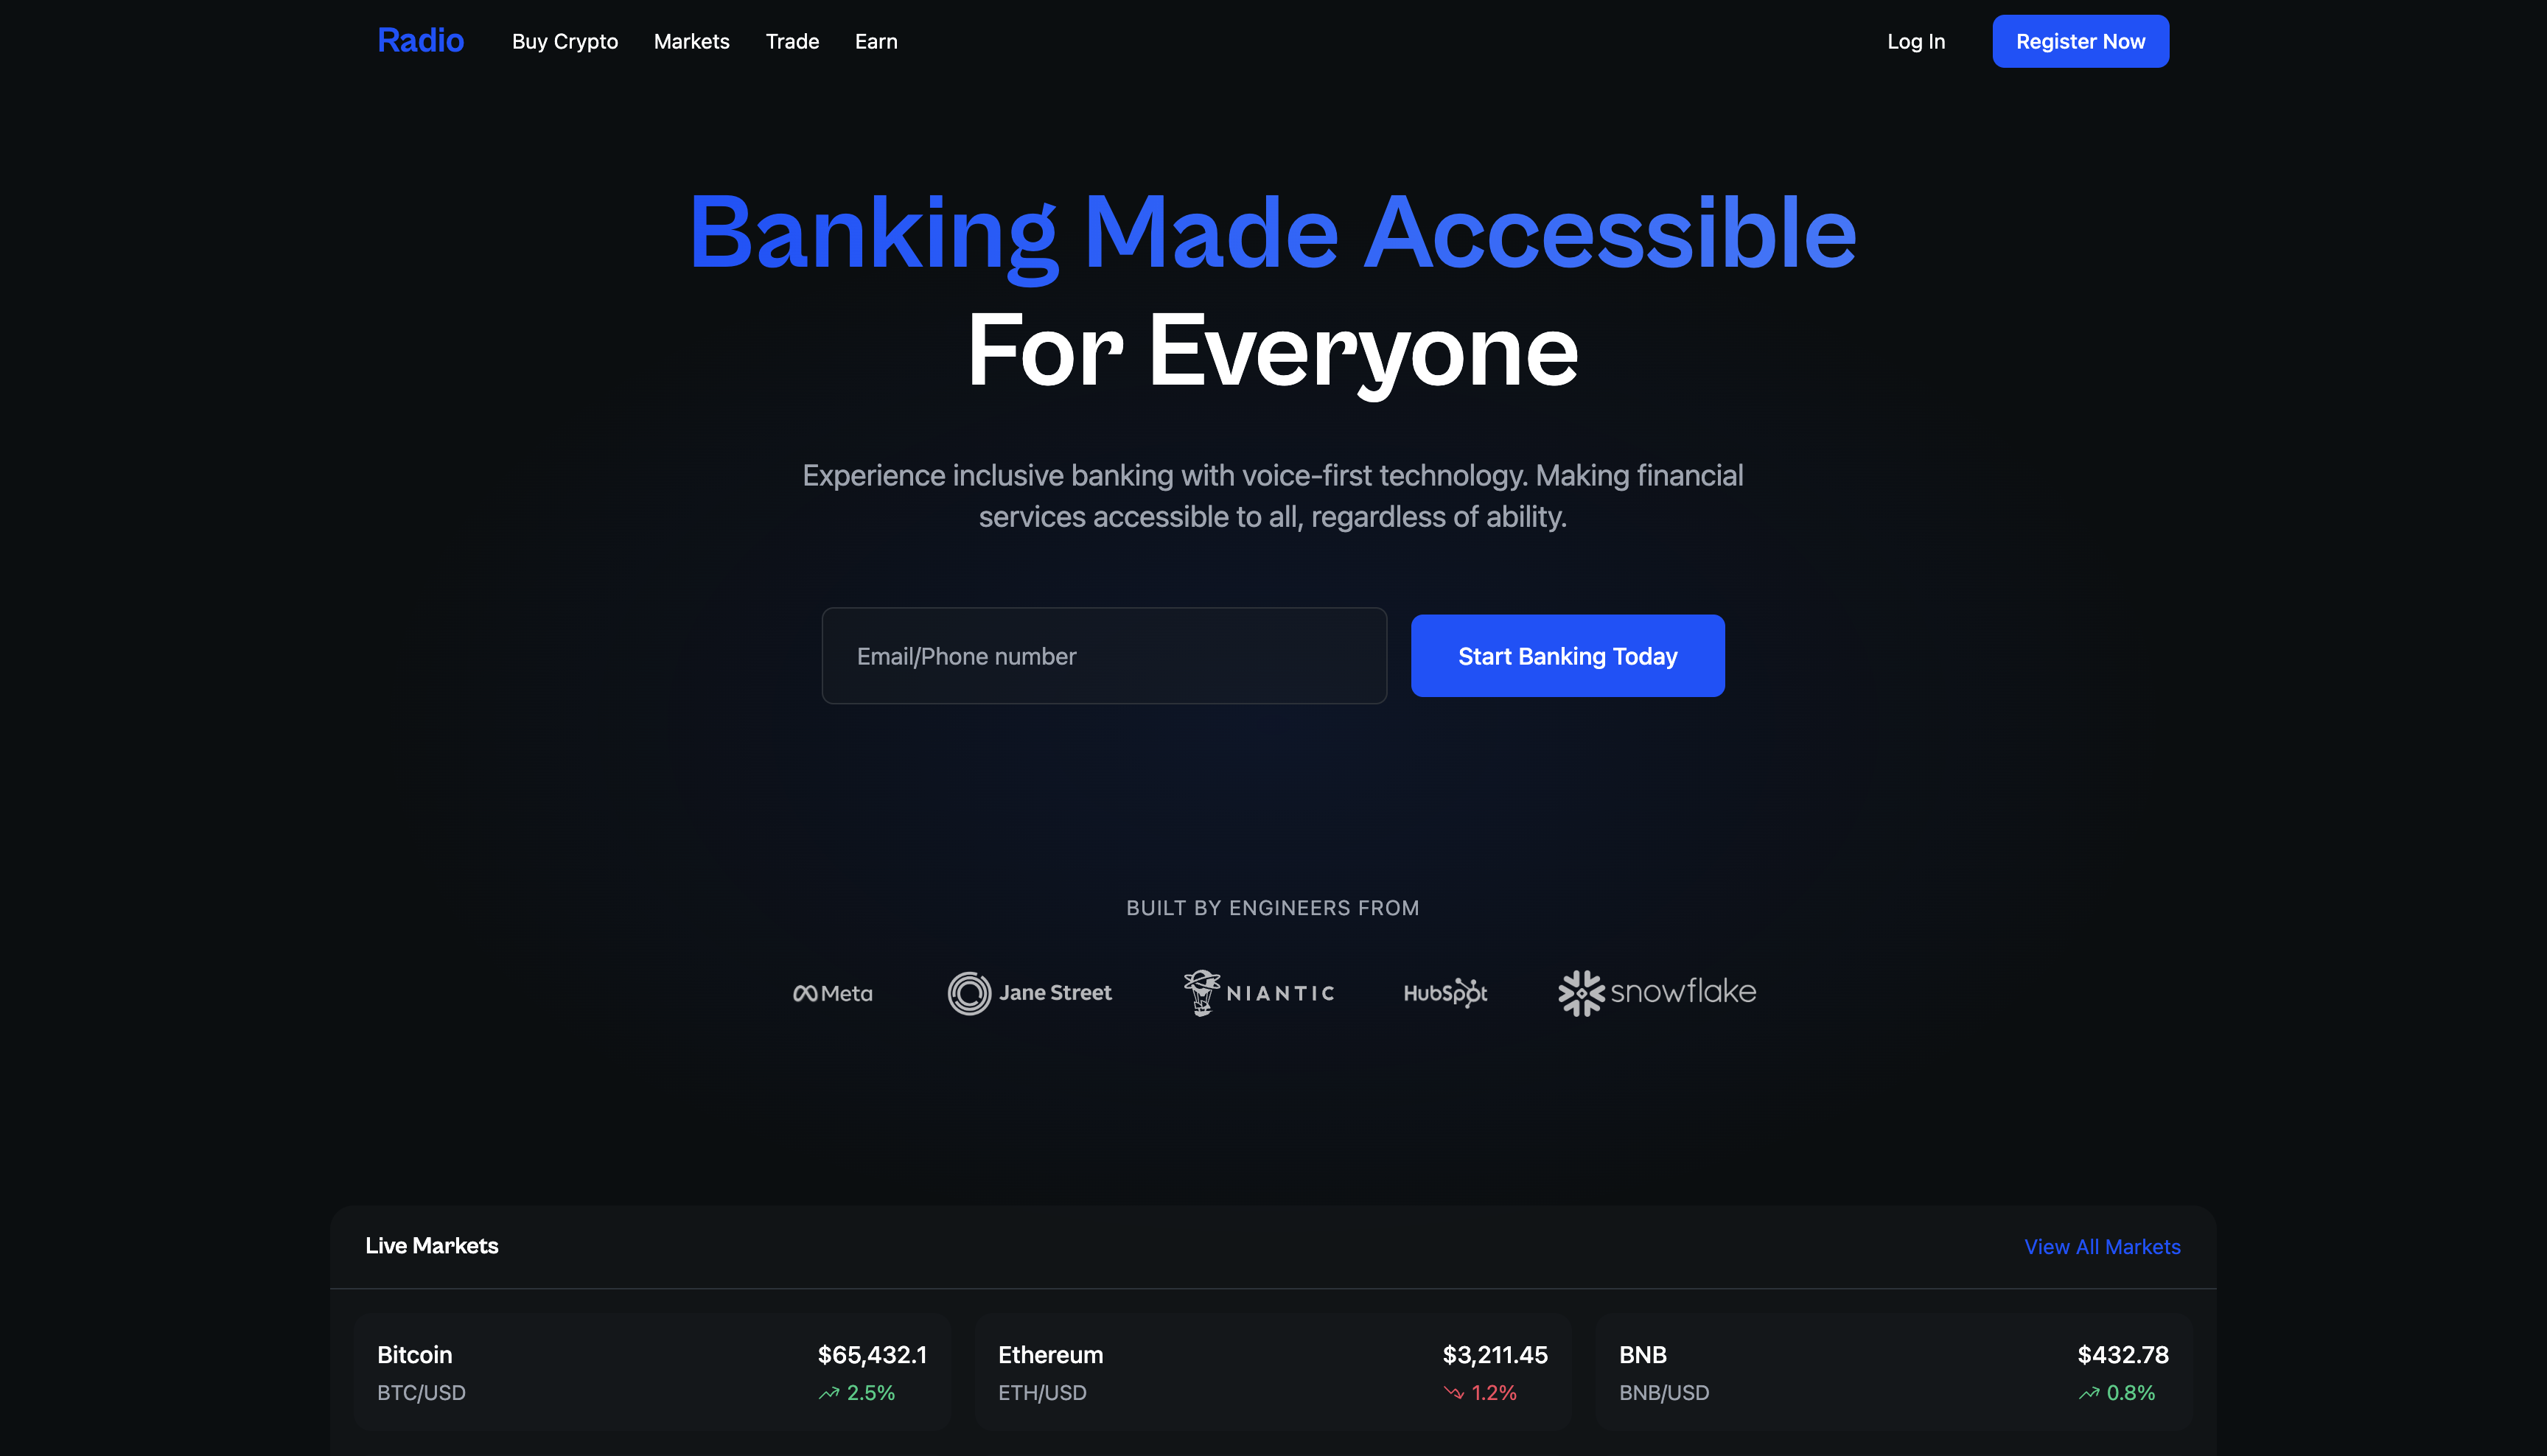 Radio Buy Crypto Markets Trade Earn Log In Register Now
Banking Made Accessible
For Everyone
Experience inclusive banking with voice-first technology. Making financial
services accessible to all, regardless of ability.
Email/Phone number Start Banking Today
BUILT BY ENGINEERS FROM
Meta Jane Street NIANTIC HubSpot snowflake
Live Markets View All Markets
Bitcoin $65,432.1 Ethereum $3,211.45 BNB $432.78
BTC/USD 2.5% ETH/USD 1.2% BNB/USD 0.8%